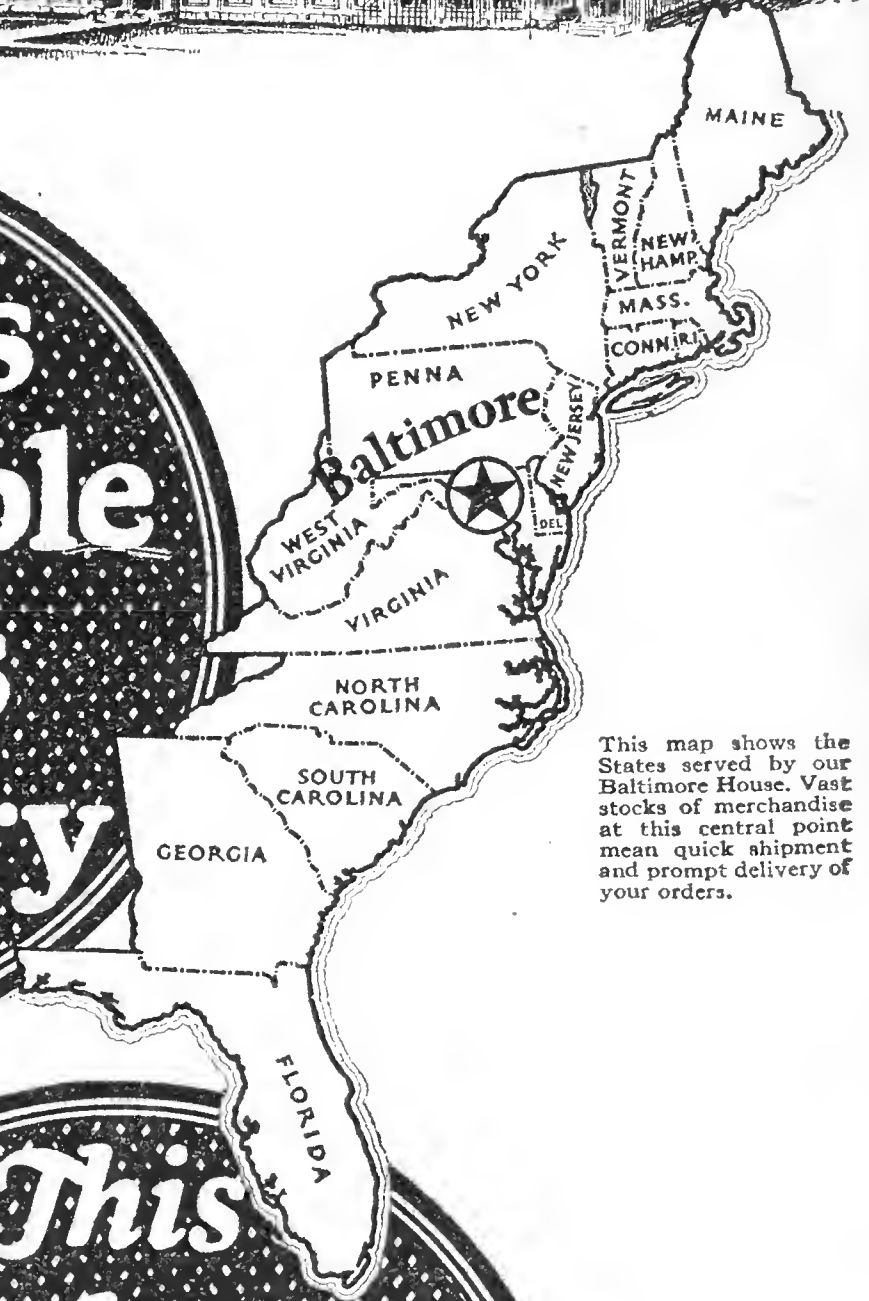 MAINE
VERMONT
NEW
HAMP.
NEW YORK
MASS.
CONN.
R.I.
PENNA
Baltimore
NEW JERSEY
DEL
WEST
VIRGINIA
VIRGINIA
NORTH
CAROLINA
SOUTH
CAROLINA
GEORGIA
FLORIDA
This map shows the
States served by our
Baltimore House. Vast
stocks of merchandise
at this central point
mean quick shipment
and prompt delivery of
your orders.
This